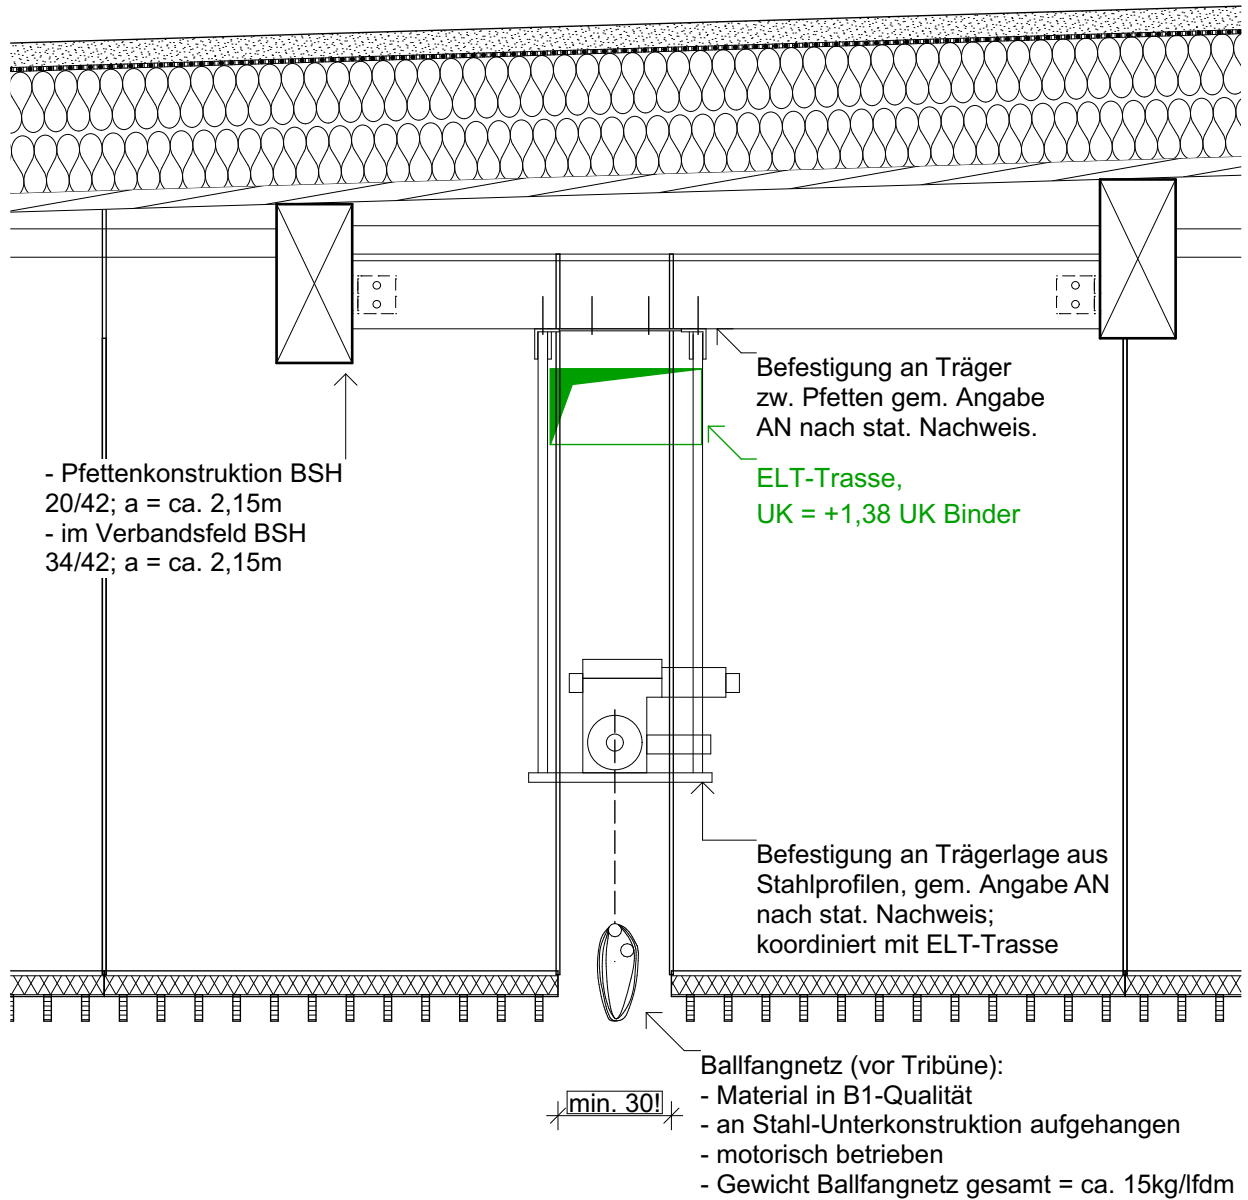 Befestigung an Träger
zw. Pfetten gem. Angabe
AN nach stat. Nachweis.
- Pfettenkonstruktion BSH
20/42; a = ca. 2,15m
- im Verbandsfeld BSH
34/42; a = ca. 2,15m
ELT-Trasse,
UK = +1,38 UK Binder
Befestigung an Trägerlage aus
Stahlprofilen, gem. Angabe AN
nach stat. Nachweis;
koordiniert mit ELT-Trasse
min. 30!
Ballfangnetz (vor Tribüne):
- Material in B1-Qualität
- an Stahl-Unterkonstruktion aufgehangen
- motorisch betrieben
- Gewicht Ballfangnetz gesamt = ca. 15kg/lfdm